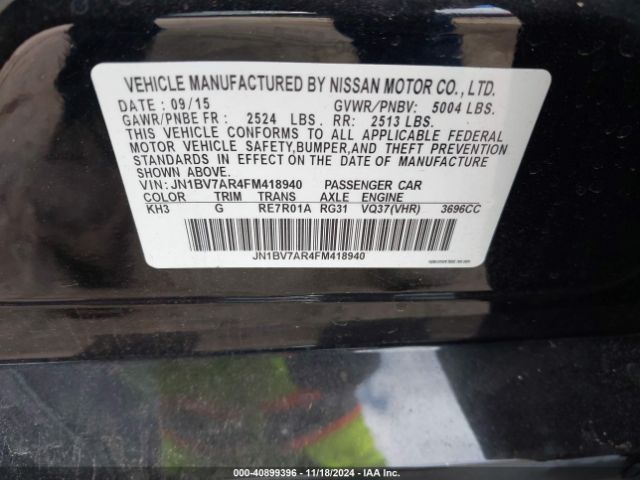 VEHICLE MANUFACTURED BY NISSAN MOTOR CO., LTD.
DATE : 09/15 GVWR/PNBV: 5004 LBS.
GAWR/PNBE FR : 2524 LBS. RR: 2513 LBS.
THIS VEHICLE CONFORMS TO ALL APPLICABLE FEDERAL
MOTOR VEHICLE SAFETY,BUMPER,AND THEFT PREVENTION
STANDARDS IN EFFECT ON THE DATE OF MANUFACTURE
SHOWN ABOVE.
VIN: JN1BV7AR4FM418940 PASSENGER CAR
COLOR TRIM TRANS AXLE ENGINE
KH3 G RE7R01A RG31 VQ37(VHR) 3696CC
JN1BV7AR4FM418940
000-40899396 - 11/18/2024 - IAA Inc.